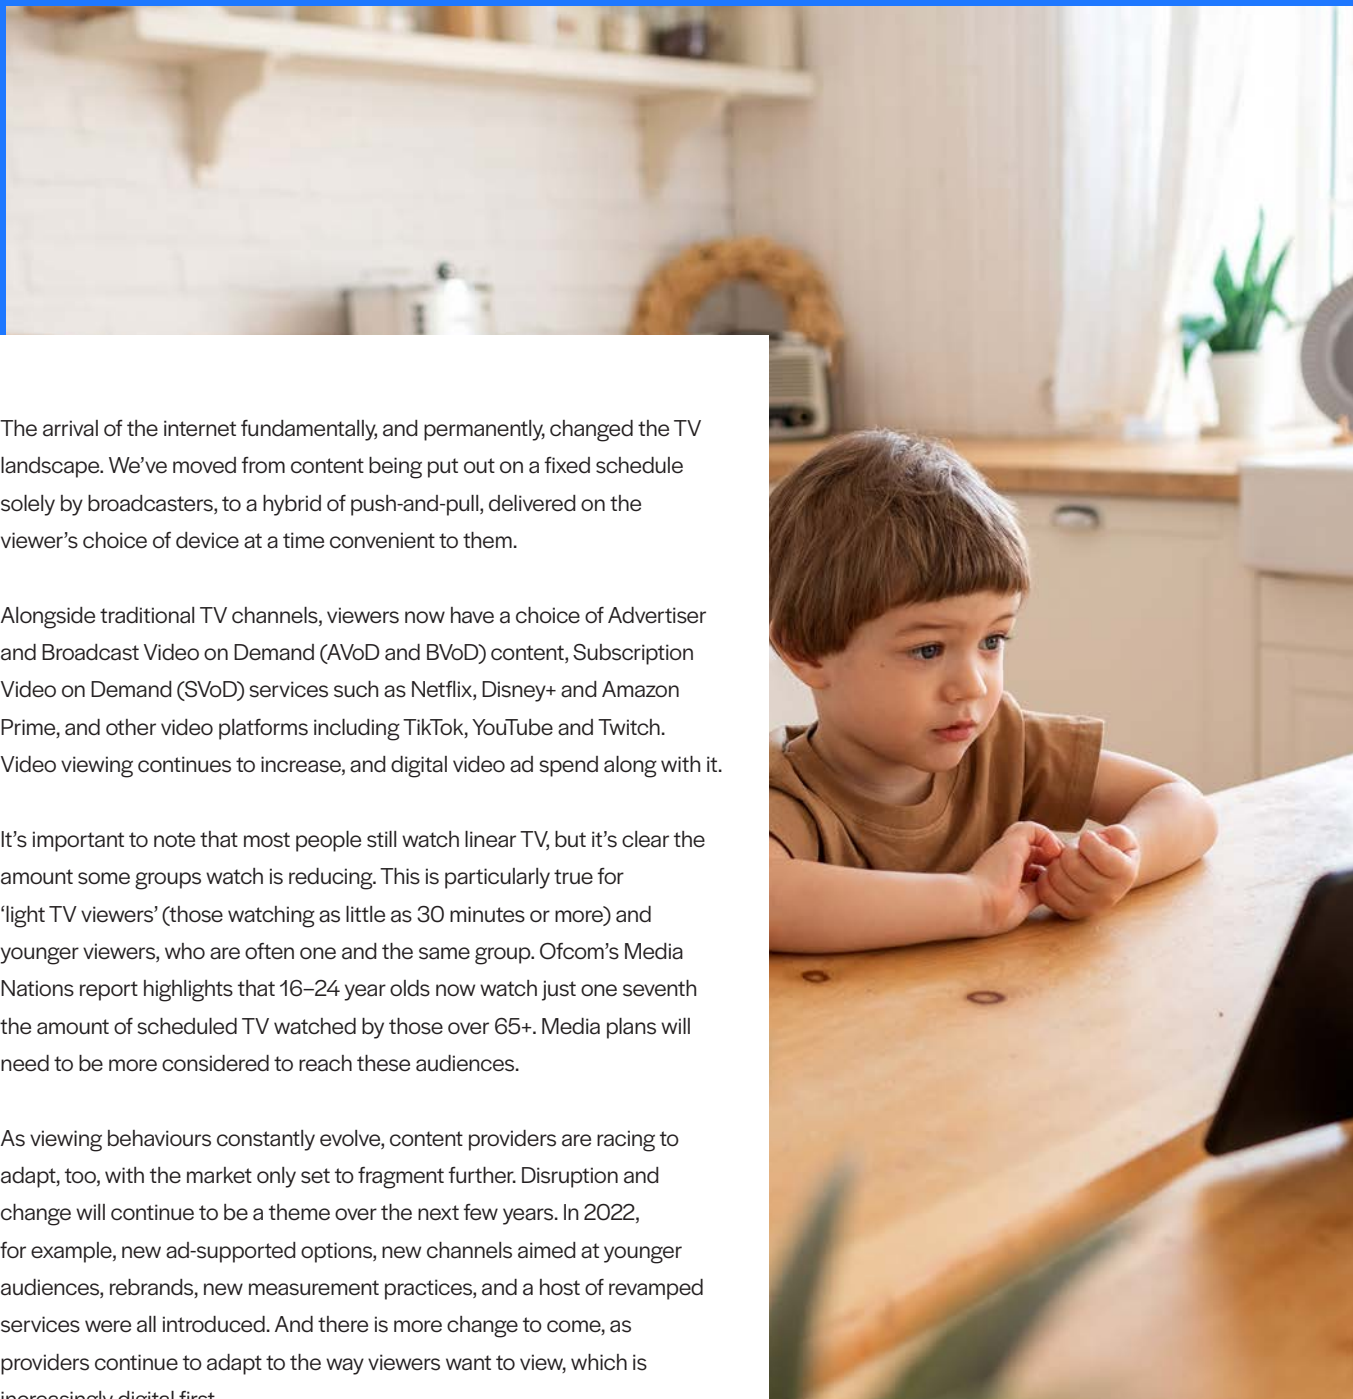 The arrival of the internet fundamentally, and permanently, changed the TV
landscape. We’ve moved from content being put out on a fixed schedule
solely by broadcasters, to a hybrid of push-and-pull, delivered on the
viewer’s choice of device at a time convenient to them.
Alongside traditional TV channels, viewers now have a choice of Advertiser
and Broadcast Video on Demand (AVoD and BVoD) content, Subscription
Video on Demand (SVoD) services such as Netflix, Disney+ and Amazon
Prime, and other video platforms including TikTok, YouTube and Twitch.
Video viewing continues to increase, and digital video ad spend along with it.
It’s important to note that most people still watch linear TV, but it’s clear the
amount some groups watch is reducing. This is particularly true for
‘light TV viewers’ (those watching as little as 30 minutes or more) and
younger viewers, who are often one and the same group. Ofcom’s Media
Nations report highlights that 16–24 year olds now watch just one seventh
the amount of scheduled TV watched by those over 65+. Media plans will
need to be more considered to reach these audiences.
As viewing behaviours constantly evolve, content providers are racing to
adapt, too, with the market only set to fragment further. Disruption and
change will continue to be a theme over the next few years. In 2022,
for example, new ad-supported options, new channels aimed at younger
audiences, rebrands, new measurement practices, and a host of revamped
services were all introduced. And there is more change to come, as
providers continue to adapt to the way viewers want to view, which is
increasingly digital first.